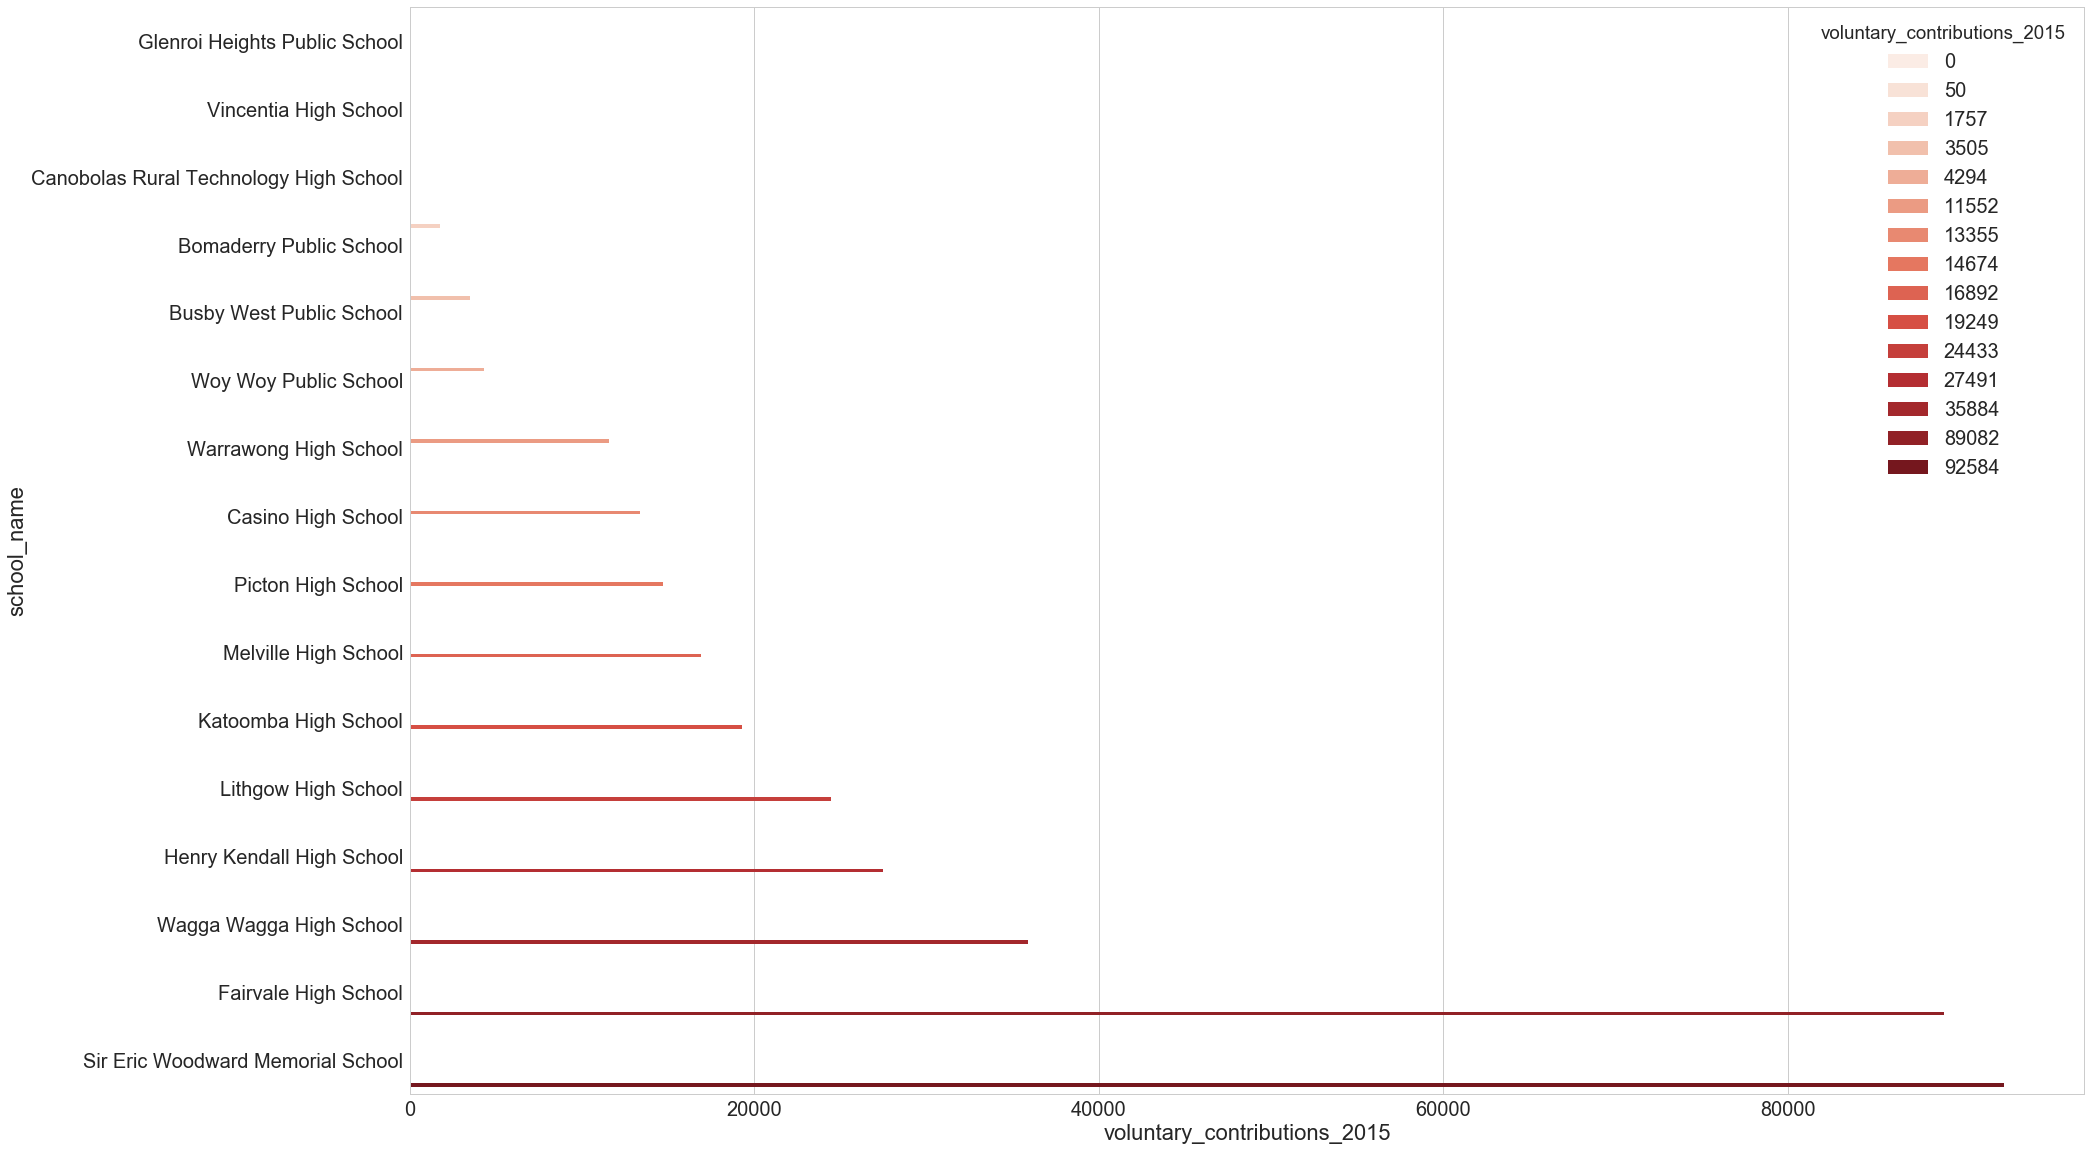 Glenroi Heights Public School
Vincentia High School
Canobolas Rural Technology High School
Bomaderry Public School
Busby West Public School
Woy Woy Public School
Warrawong High School
Casino High School
Picton High School
Melville High School
Katoomba High School
Lithgow High School
Henry Kendall High School
Wagga Wagga High School
Fairvale High School
Sir Eric Woodward Memorial School
school_name
0 20000 40000 60000 80000
voluntary_contributions_2015
voluntary_contributions_2015
0
50
1757
3505
4294
11552
13355
14674
16892
19249
24433
27491
35884
89082
92584